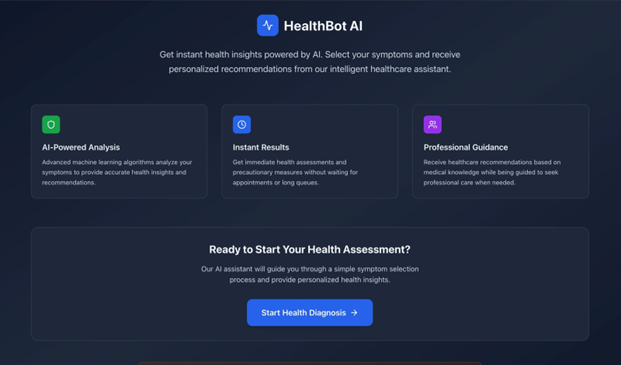 HealthBot AI
Get instant health insights powered by AI. Select your symptoms and receive
personalized recommendations from our intelligent healthcare assistant.
AI-Powered Analysis
Advanced machine learning algorithms analyze your
symptoms to provide accurate health insights and
recommendations.
Instant Results
Get immediate health assessments and
precautionary measures without waiting for
appointments or long queues.
Professional Guidance
Receive healthcare recommendations based on
medical knowledge while being guided to seek
professional care when needed.
Ready to Start Your Health Assessment?
Our AI assistant will guide you through a simple symptom selection
process and provide personalized health insights.
Start Health Diagnosis →